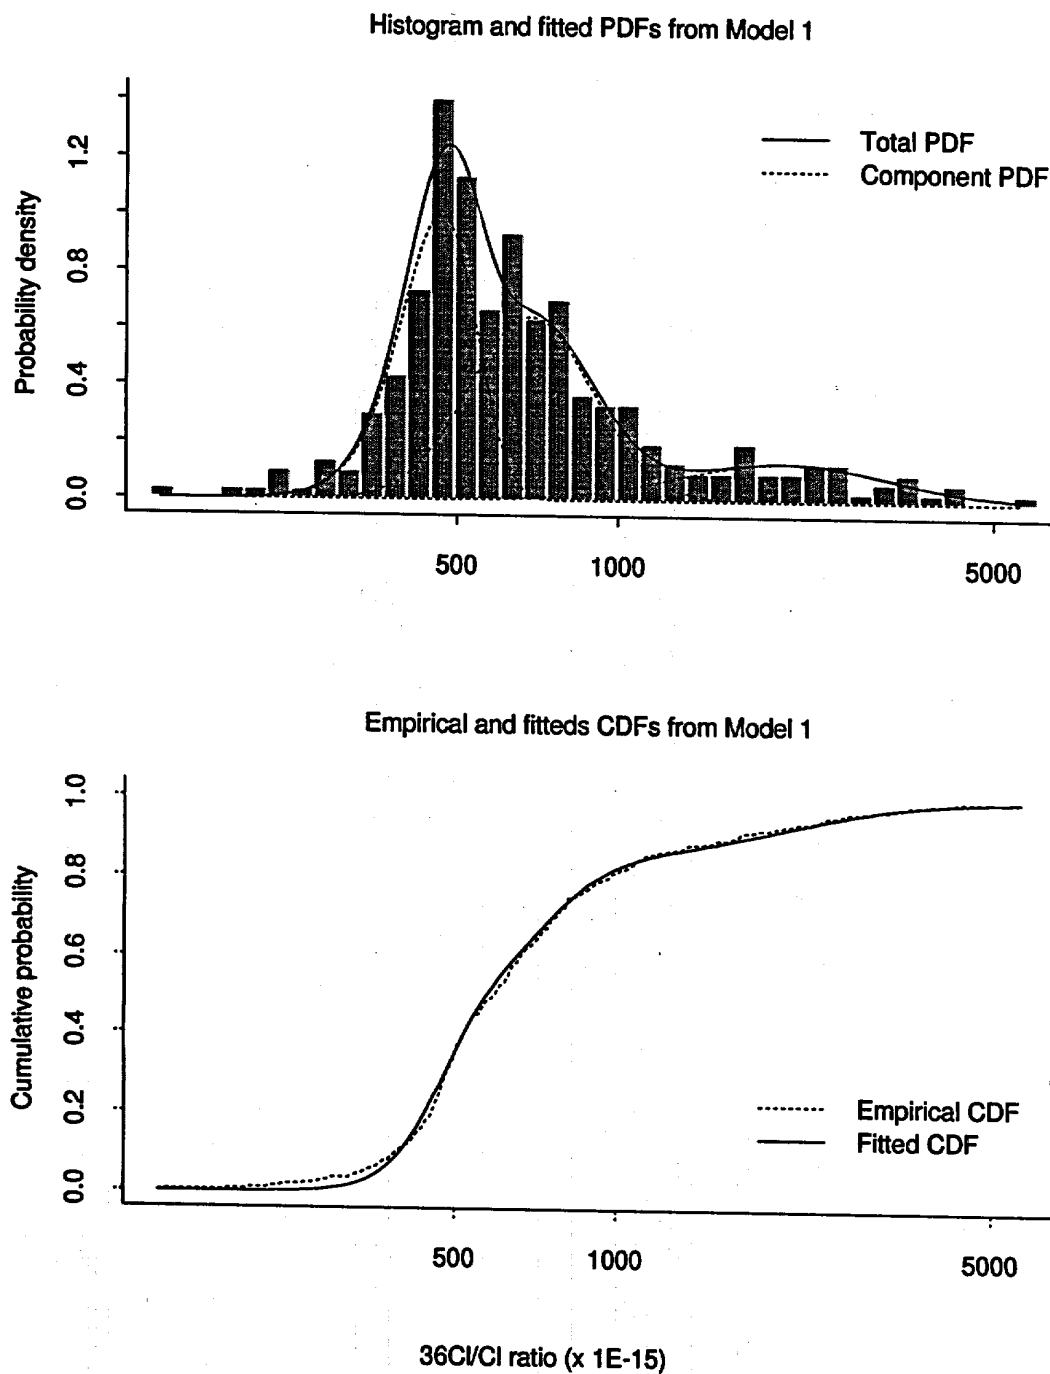 Histogram and fitted PDFs from Model 1
Total PDF
Component PDF
Probability density
1.2
0.8
0.4
0.0
500 1000 5000
Empirical and fitteds CDFs from Model 1
Cumulative probability
1.0
0.8
0.6
0.4
0.2
0.0
Empirical CDF
Fitted CDF
500 1000 5000
36Cl/Cl ratio (x 1E-15)